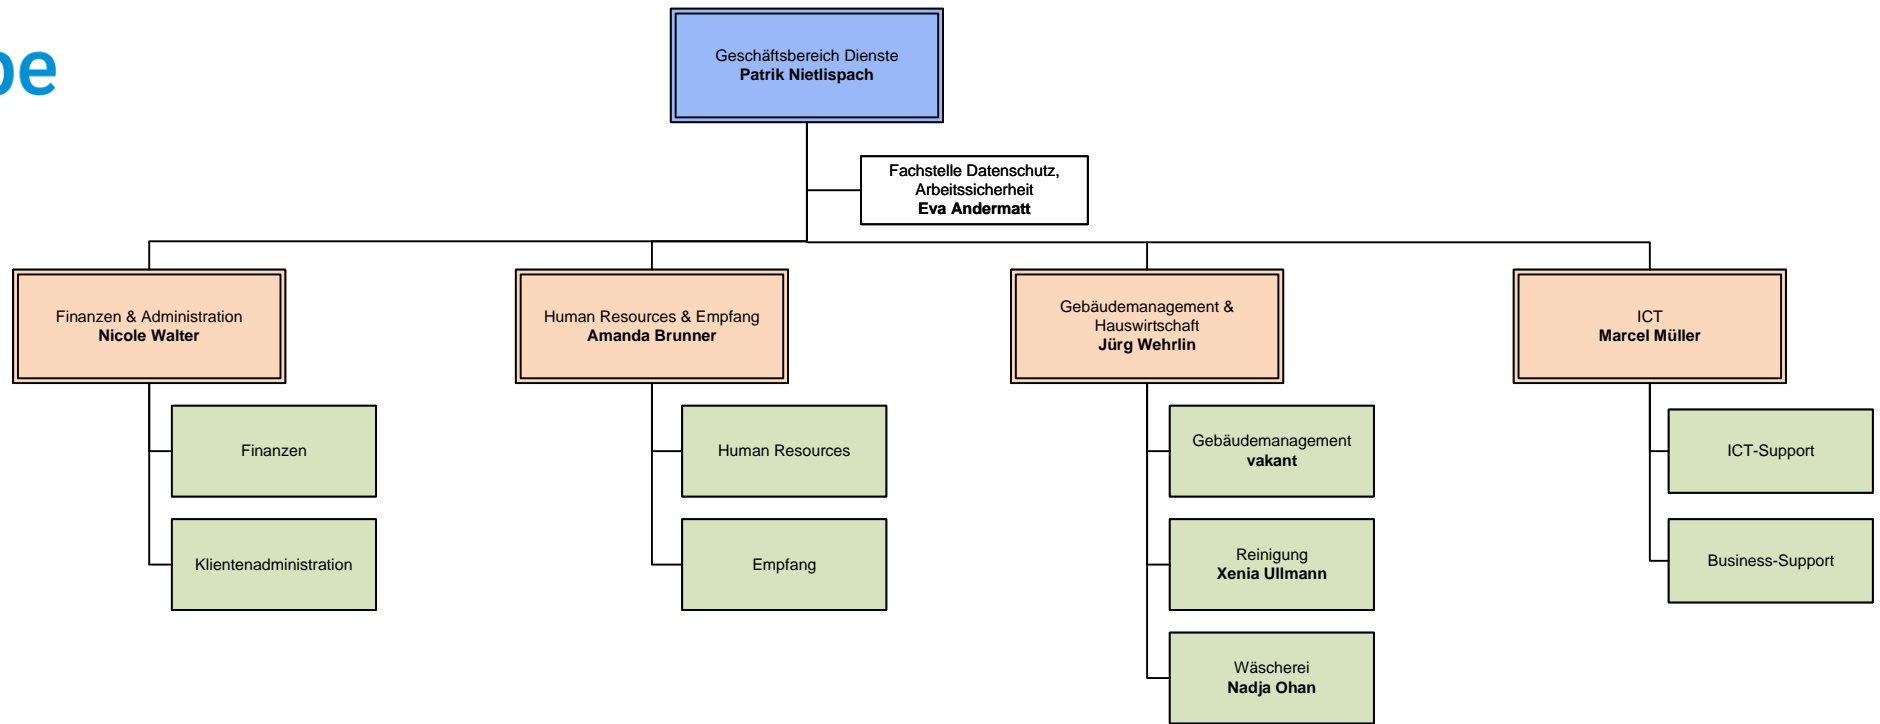 be
Geschäftsbereich Dienste
Patrik Nietlispach
Fachstelle Datenschutz,
Arbeitssicherheit
Eva Andermatt
Finanzen & Administration
Nicole Walter
Human Resources & Empfang
Amanda Brunner
Gebäudemanagement &
Hauswirtschaft
Jürg Wehrlin
ICT
Marcel Müller
Finanzen
Klientenadministration
Human Resources
Empfang
Gebäudemanagement
vakant
Reinigung
Xenia Ullmann
Wäscherei
Nadja Ohan
ICT-Support
Business-Support